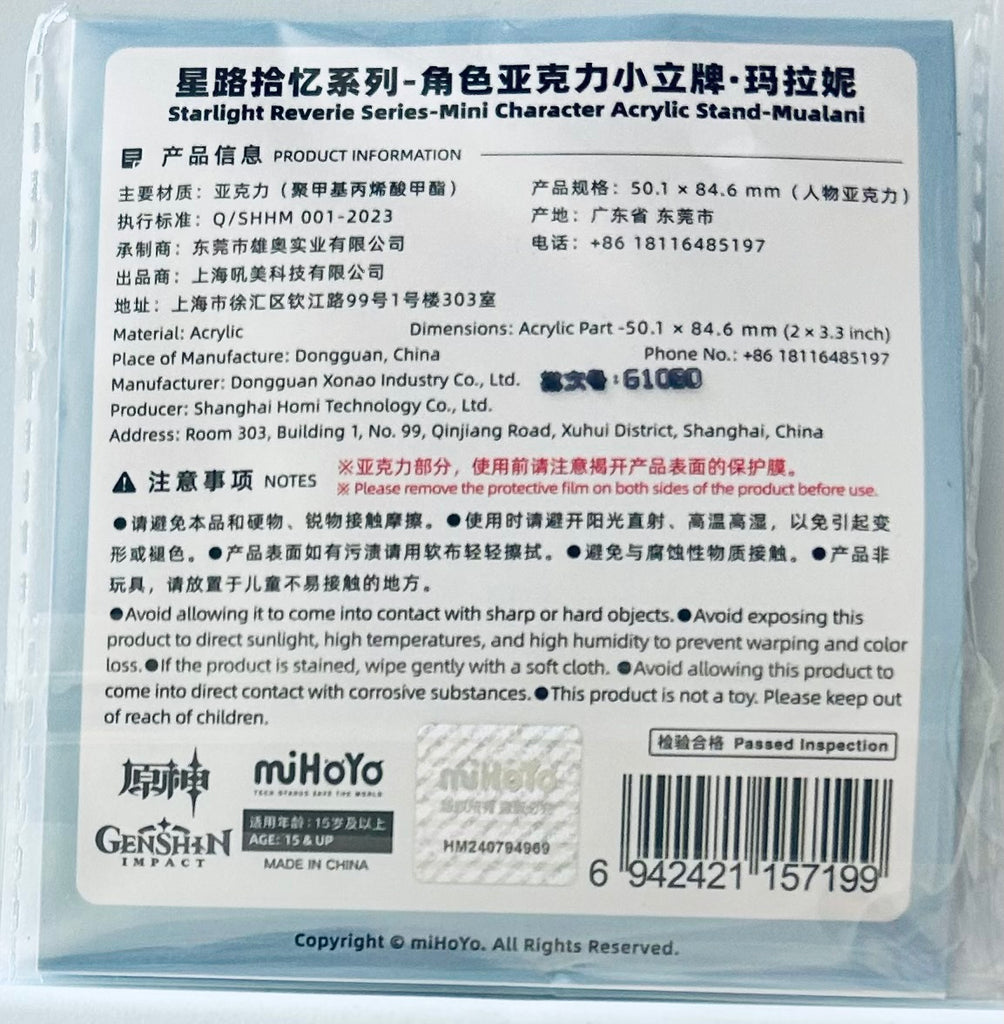 星路拾忆系列-角色亚克力小立牌·玛拉妮
Starlight Reverie Series-Mini Character Acrylic Stand-Mualani
产品信息 PRODUCT INFORMATION
主要材质：亚克力（聚甲基丙烯酸甲酯） 产品规格：50.1 × 84.6 mm（人物亚克力）
执行标准：Q/SHHM 001-2023 产地：广东省 东莞市
承制商：东莞市雄奥实业有限公司 电话：+86 18116485197
出品商：上海吼美科技有限公司
地址：上海市徐汇区钦江路99号1号楼303室
Material: Acrylic Dimensions: Acrylic Part -50.1 × 84.6 mm (2 × 3.3 inch)
Place of Manufacture: Dongguan, China Phone No.: +86 18116485197
Manufacturer: Dongguan Xonao Industry Co., Ltd.
Producer: Shanghai Homi Technology Co., Ltd.
Address: Room 303, Building 1, No. 99, Qinjiang Road, Xuhui District, Shanghai, China
注意事项 NOTES ※亚克力部分，使用前请注意揭开产品表面的保护膜。
※ Please remove the protective film on both sides of the product before use.
●请避免本品和硬物、锐物接触摩擦。●使用时请避开阳光直射、高温高湿，以免引起变
形或褪色。●产品表面如有污渍请用软布轻轻擦拭。●避免与腐蚀性物质接触。●产品非
玩具，请放置于儿童不易接触的地方。
●Avoid allowing it to come into contact with sharp or hard objects.●Avoid exposing this
product to direct sunlight, high temperatures, and high humidity to prevent warping and color
loss.●If the product is stained, wipe gently with a soft cloth. ●Avoid allowing this product to
come into direct contact with corrosive substances.●This product is not a toy. Please keep out
of reach of children.
检验合格 Passed Inspection
原神
GENSHIN
IMPACT
miHoYo
TECH OTAKUS SAVE THE WORLD
适用年龄：15岁及以上
AGE: 15 & UP
MADE IN CHINA
miHoYo
HM240794969
6 942421 157199
Copyright © miHoYo. All Rights Reserved.